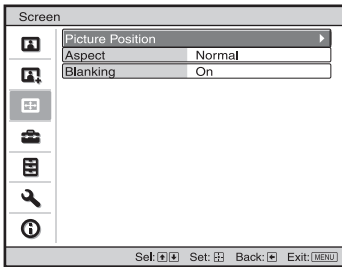 Screen
Picture Position
Aspect Normal
Blanking On
Sel: Set: Back: Exit: MENU